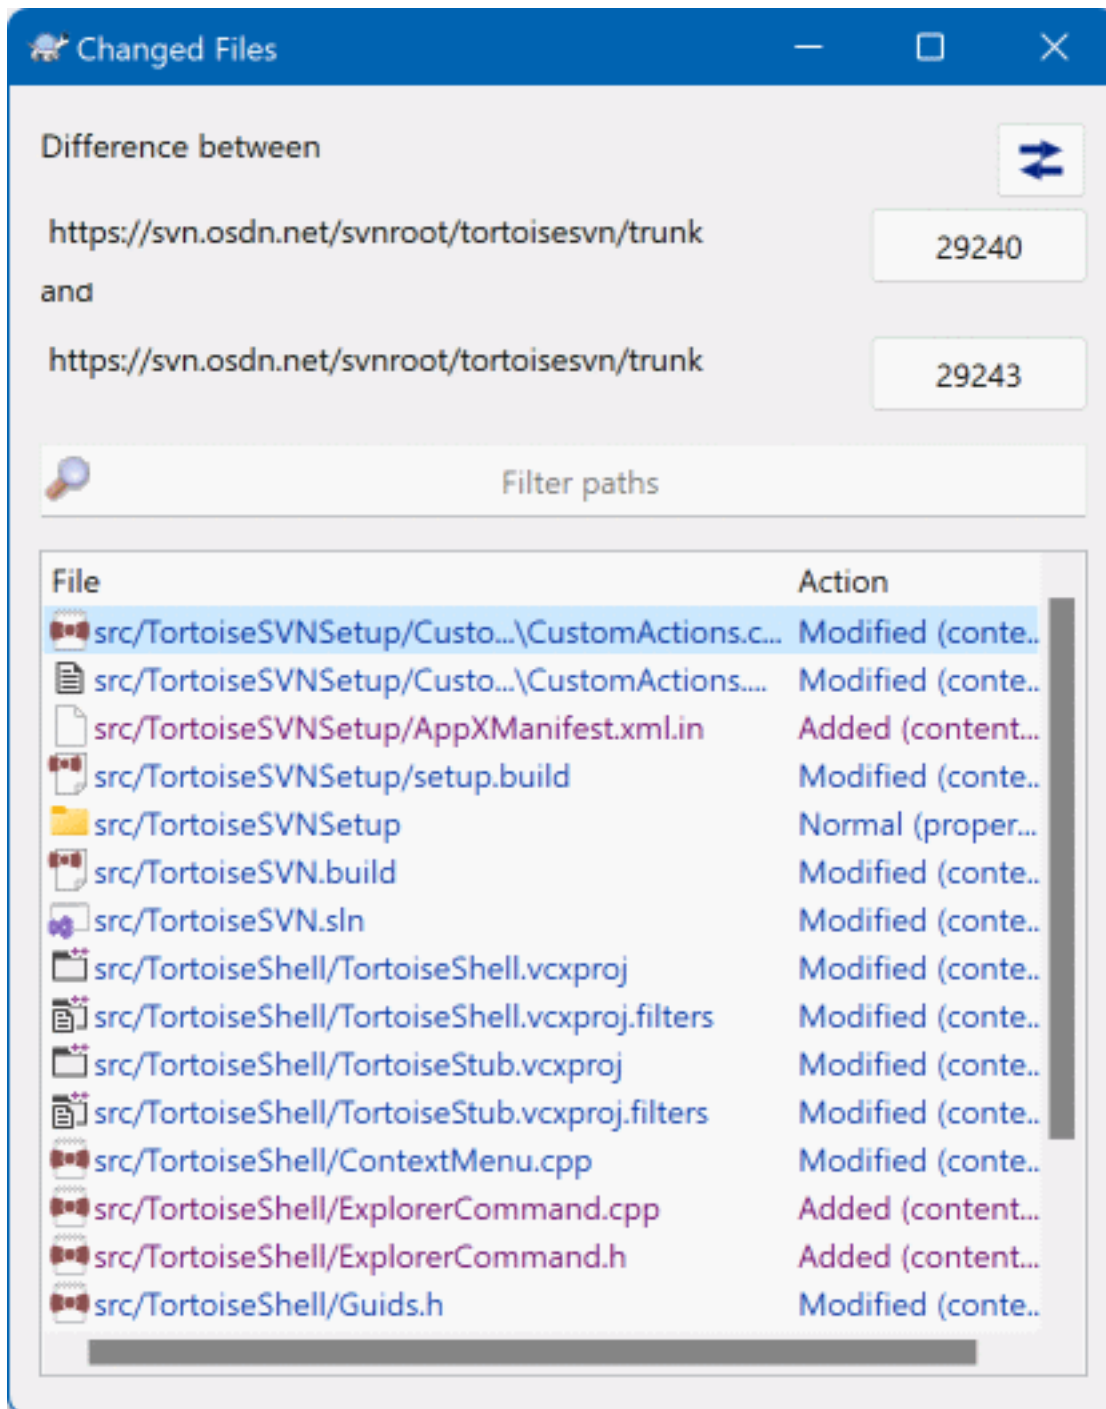 Changed Files
Difference between
https://svn.osdn.net/svnroot/tortoisesvn/trunk 29240
and
https://svn.osdn.net/svnroot/tortoisesvn/trunk 29243
Filter paths
File Action
src/TortoiseSVNSetup/Custo...\CustomActions.c... Modified (conte..
src/TortoiseSVNSetup/Custo...\CustomActions.... Modified (conte..
src/TortoiseSVNSetup/AppXManifest.xml.in Added (content...
src/TortoiseSVNSetup/setup.build Modified (conte..
src/TortoiseSVNSetup Normal (proper...
src/TortoiseSVN.build Modified (conte..
src/TortoiseSVN.sln Modified (conte..
src/TortoiseShell/TortoiseShell.vcxproj Modified (conte..
src/TortoiseShell/TortoiseShell.vcxproj.filters Modified (conte..
src/TortoiseShell/TortoiseStub.vcxproj Modified (conte..
src/TortoiseShell/TortoiseStub.vcxproj.filters Modified (conte..
src/TortoiseShell/ContextMenu.cpp Modified (conte..
src/TortoiseShell/ExplorerCommand.cpp Added (content...
src/TortoiseShell/ExplorerCommand.h Added (content...
src/TortoiseShell/Guids.h Modified (conte..